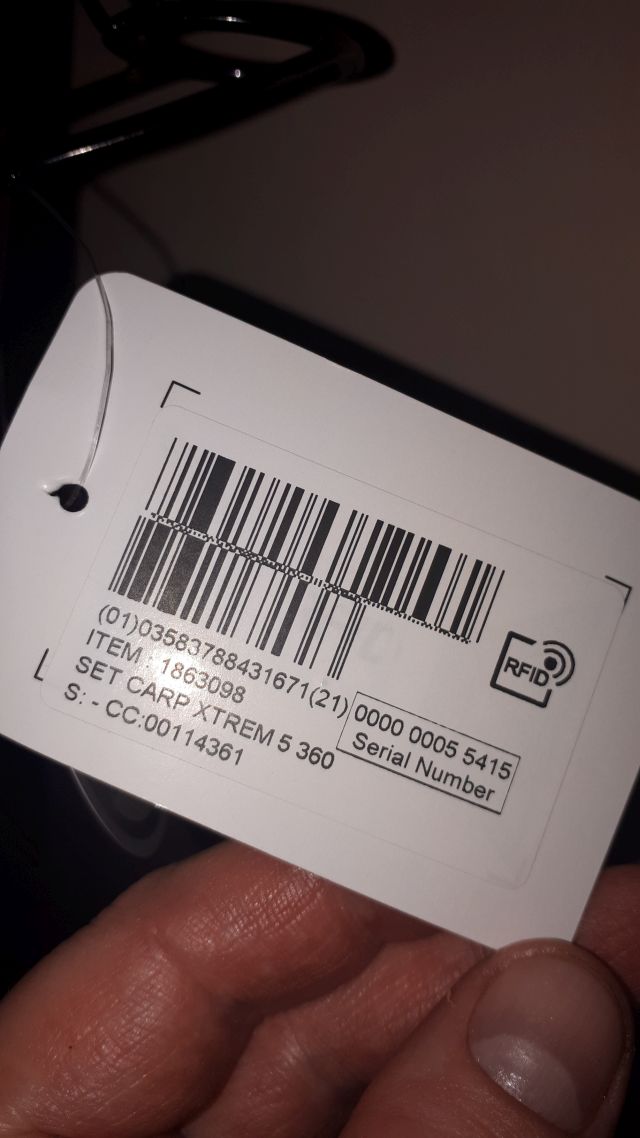 (01)03583788431671(21)
0000 0005 5415
Serial Number
ITEM : 1863098
SET CARP XTREM 5 360
S: - CC:00114361
RFID